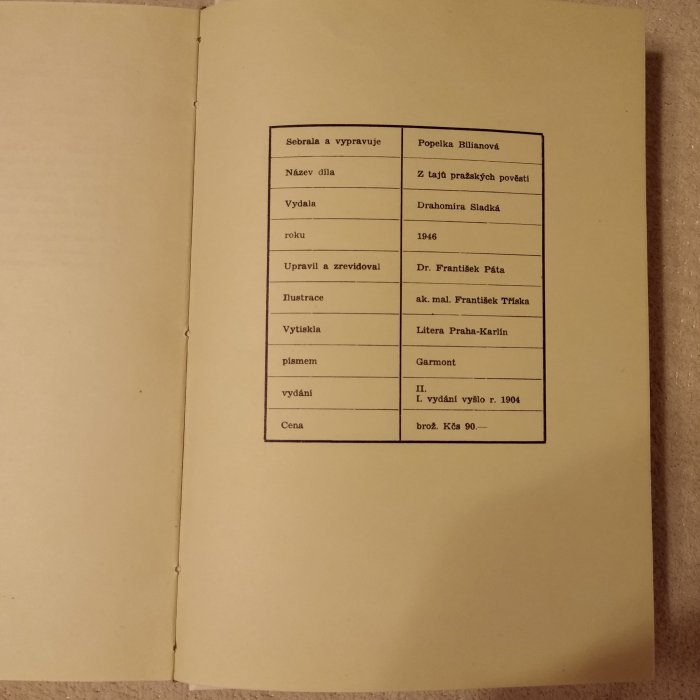 Sebrala a vypravuje Popelka Bilianová
Název díla Z tajů pražských pověstí
Vydala Drahomíra Sladká
roku 1946
Upravil a zrevidoval Dr. František Páta
Ilustrace ak. mal. František Tříska
Vytiskla Litera Praha-Karlín
písmem Garmont
vydání II.
I. vydání vyšlo r. 1904
Cena brož. Kčs 90.—